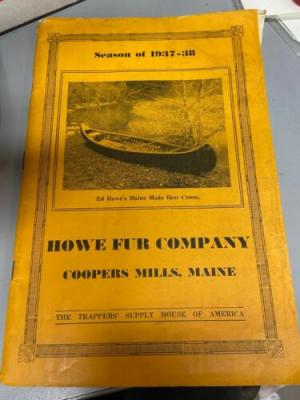 Season of 1937-38
Ed Howe's Maine Made Best Canoe.
HOWE FUR COMPANY
COOPERS MILLS, MAINE
THE TRAPPERS' SUPPLY HOUSE OF AMERICA